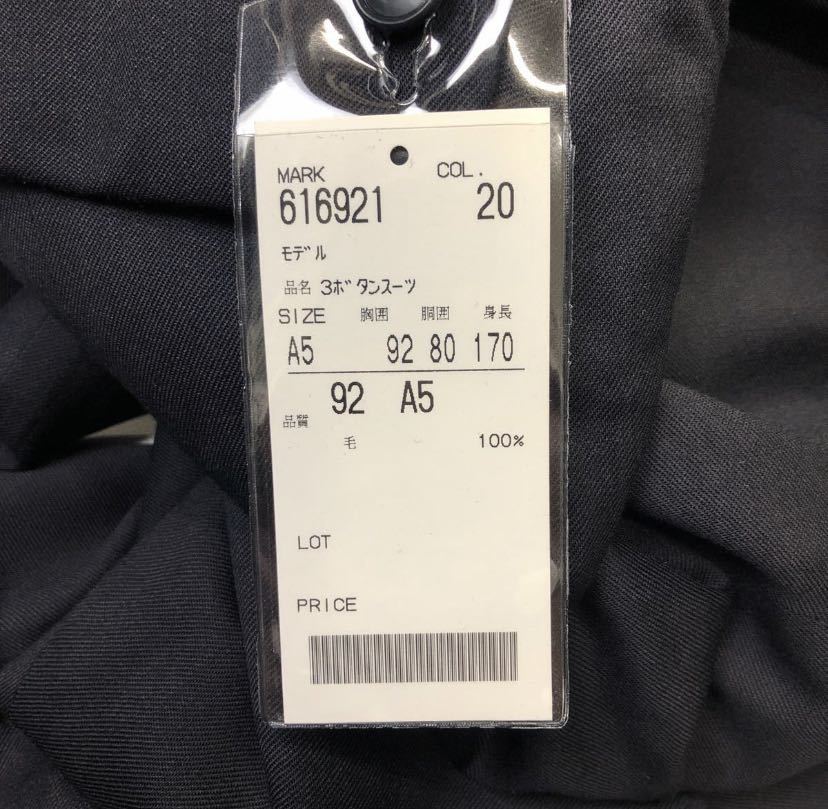 MARK COL.
616921 20
ﾓﾃﾞﾙ
品名 3ﾎﾞﾀﾝｽｰﾂ
SIZE 胸囲 胴囲 身長
A5 92 80 170
92 A5
品質
毛 100%
LOT
PRICE